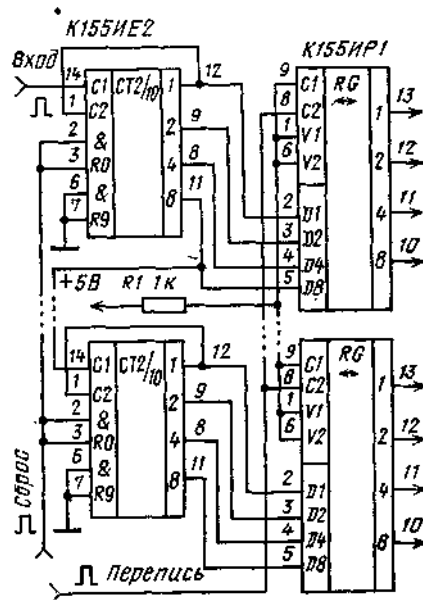 К155ИЕ2
К155ИР1
Вход
14 C1 CT2/10 1 12
1 C2
2 & 2 9
3 R0 4 8
6 & 8 11
7 R9
9 C1 RG 13
8 C2 1
1 V1 12
6 V2 2
11
2 D1 4
3 D2 10
4 D4 8
5 D8
+5В R1 1к
14 C1 CT2/10 1 12
1 C2
2 & 2 9
3 R0 4 8
6 & 8 11
7 R9
9 C1 RG 13
8 C2 1
1 V1 12
6 V2 2
11
2 D1 4
3 D2 10
4 D4 8
5 D8
Сброс
Перепись